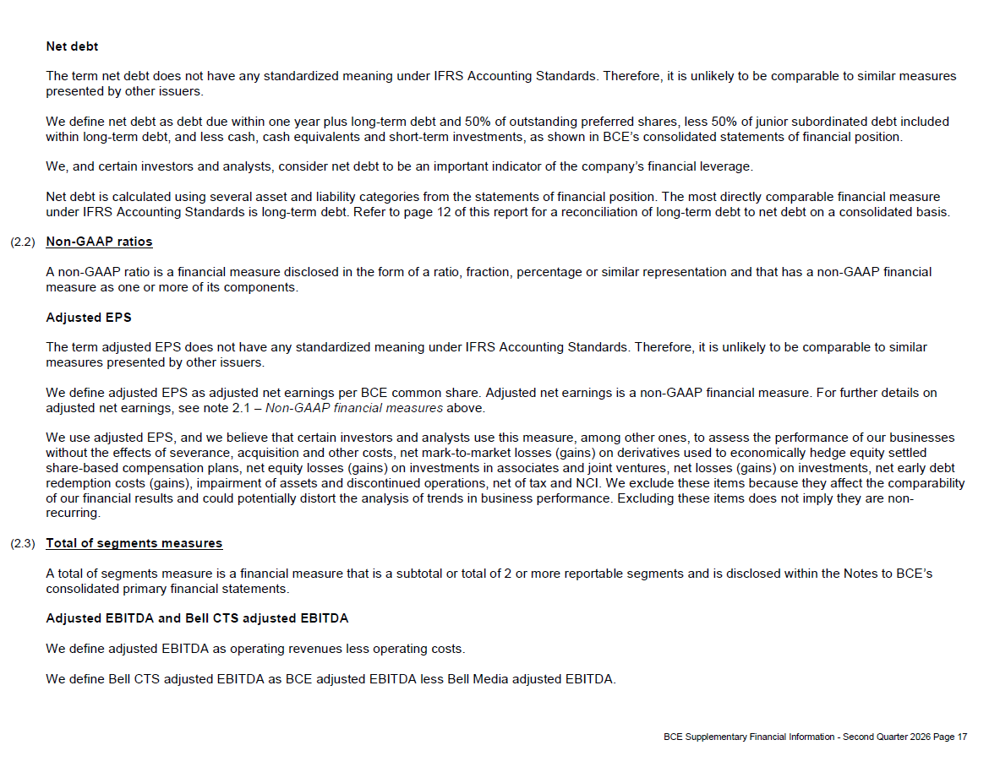 Net debt
The term net debt does not have any standardized meaning under IFRS Accounting Standards. Therefore, it is unlikely to be comparable to similar measures
presented by other issuers.
We define net debt as debt due within one year plus long-term debt and 50% of outstanding preferred shares, less 50% of junior subordinated debt included
within long-term debt, and less cash, cash equivalents and short-term investments, as shown in BCE’s consolidated statements of financial position.
We, and certain investors and analysts, consider net debt to be an important indicator of the company’s financial leverage.
Net debt is calculated using several asset and liability categories from the statements of financial position. The most directly comparable financial measure
under IFRS Accounting Standards is long-term debt. Refer to page 12 of this report for a reconciliation of long-term debt to net debt on a consolidated basis.
(2.2) Non-GAAP ratios
A non-GAAP ratio is a financial measure disclosed in the form of a ratio, fraction, percentage or similar representation and that has a non-GAAP financial
measure as one or more of its components.
Adjusted EPS
The term adjusted EPS does not have any standardized meaning under IFRS Accounting Standards. Therefore, it is unlikely to be comparable to similar
measures presented by other issuers.
We define adjusted EPS as adjusted net earnings per BCE common share. Adjusted net earnings is a non-GAAP financial measure. For further details on
adjusted net earnings, see note 2.1 – Non-GAAP financial measures above.
We use adjusted EPS, and we believe that certain investors and analysts use this measure, among other ones, to assess the performance of our businesses
without the effects of severance, acquisition and other costs, net mark-to-market losses (gains) on derivatives used to economically hedge equity settled
share-based compensation plans, net equity losses (gains) on investments in associates and joint ventures, net losses (gains) on investments, net early debt
redemption costs (gains), impairment of assets and discontinued operations, net of tax and NCI. We exclude these items because they affect the comparability
of our financial results and could potentially distort the analysis of trends in business performance. Excluding these items does not imply they are non-
recurring.
(2.3) Total of segments measures
A total of segments measure is a financial measure that is a subtotal or total of 2 or more reportable segments and is disclosed within the Notes to BCE’s
consolidated primary financial statements.
Adjusted EBITDA and Bell CTS adjusted EBITDA
We define adjusted EBITDA as operating revenues less operating costs.
We define Bell CTS adjusted EBITDA as BCE adjusted EBITDA less Bell Media adjusted EBITDA.
BCE Supplementary Financial Information - Second Quarter 2026 Page 17